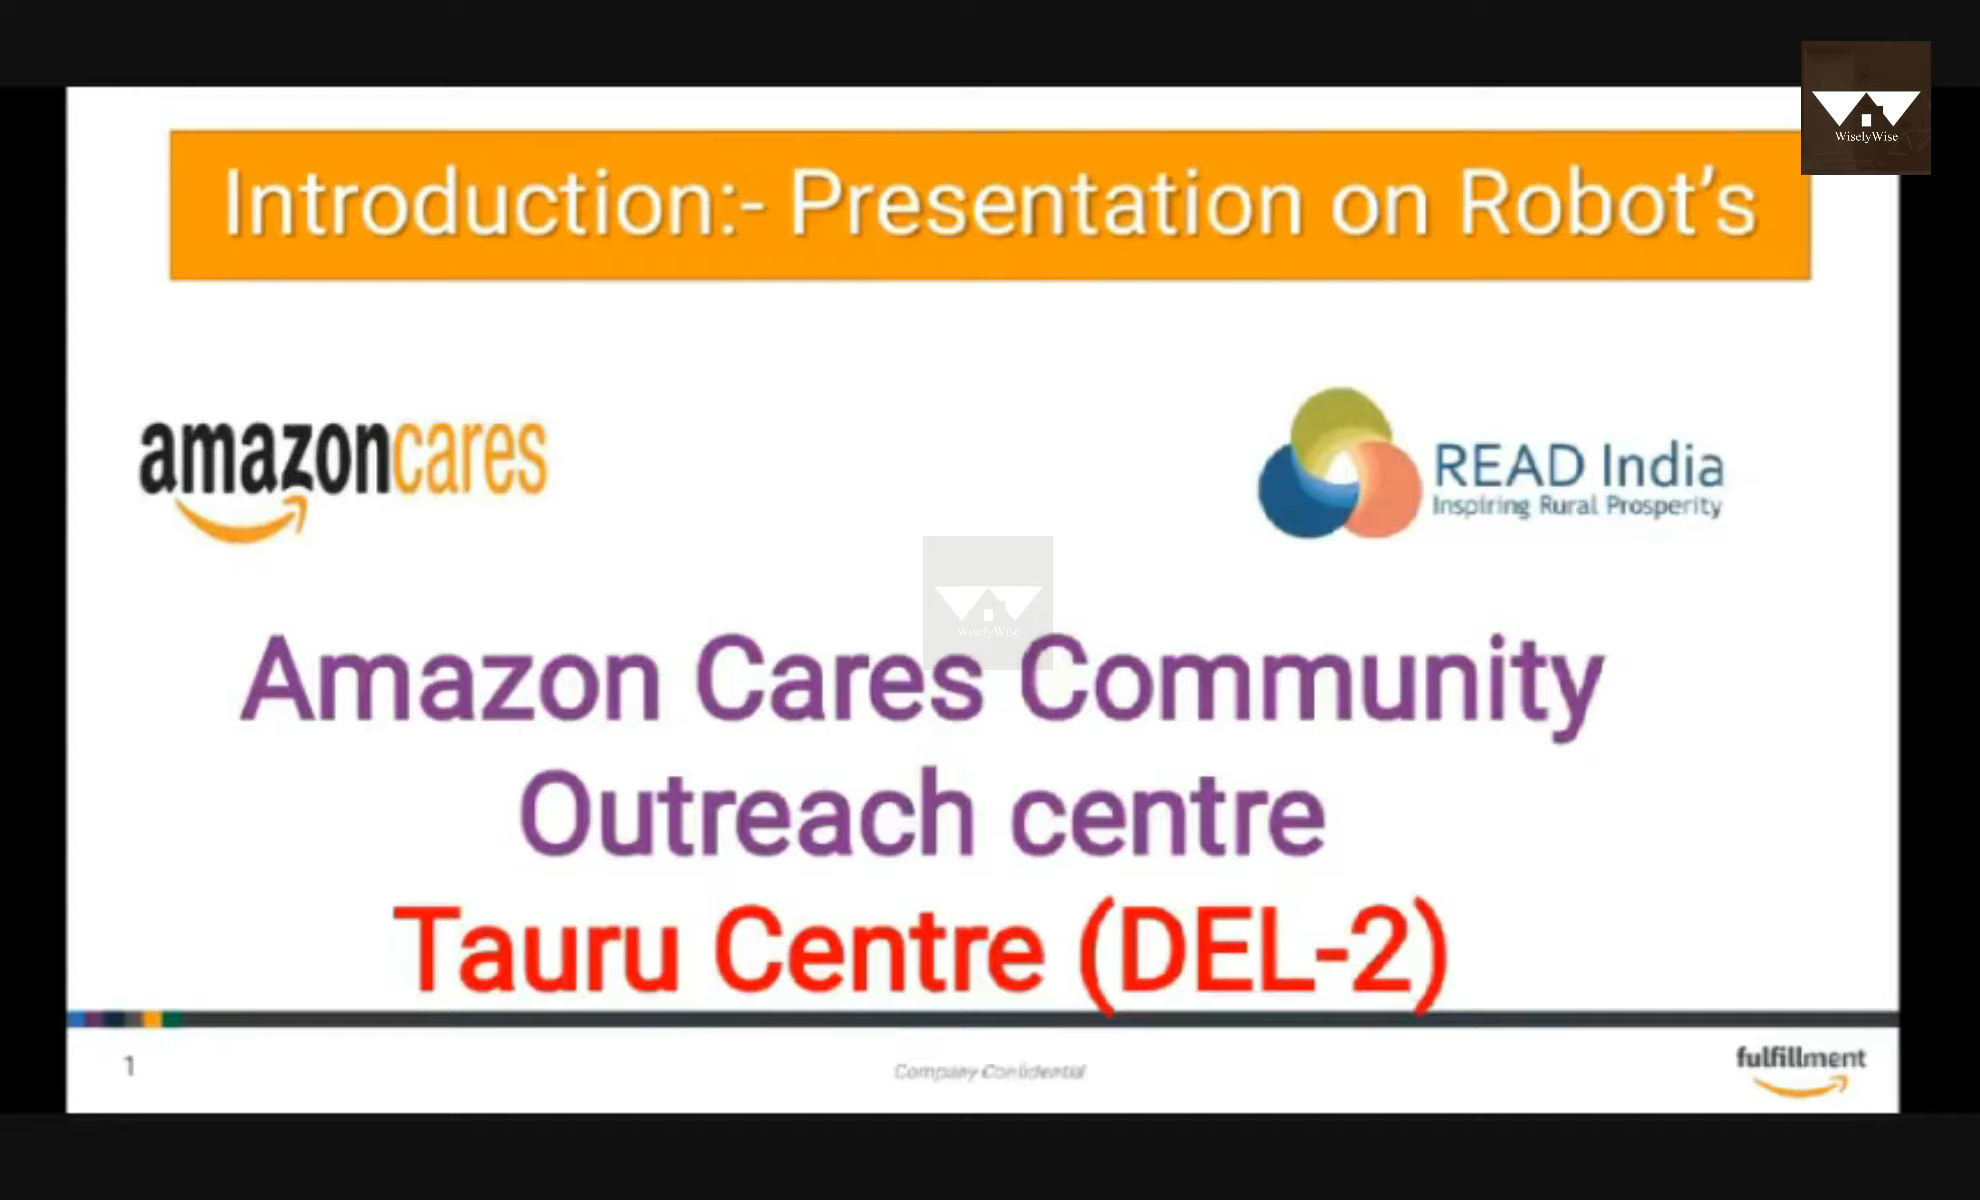 WiselyWise
Introduction:- Presentation on Robot’s
amazoncares
READ India
Inspiring Rural Prosperity
WiselyWise
Amazon Cares Community
Outreach centre
Tauru Centre (DEL-2)
1
Company Confidential
fulfillment